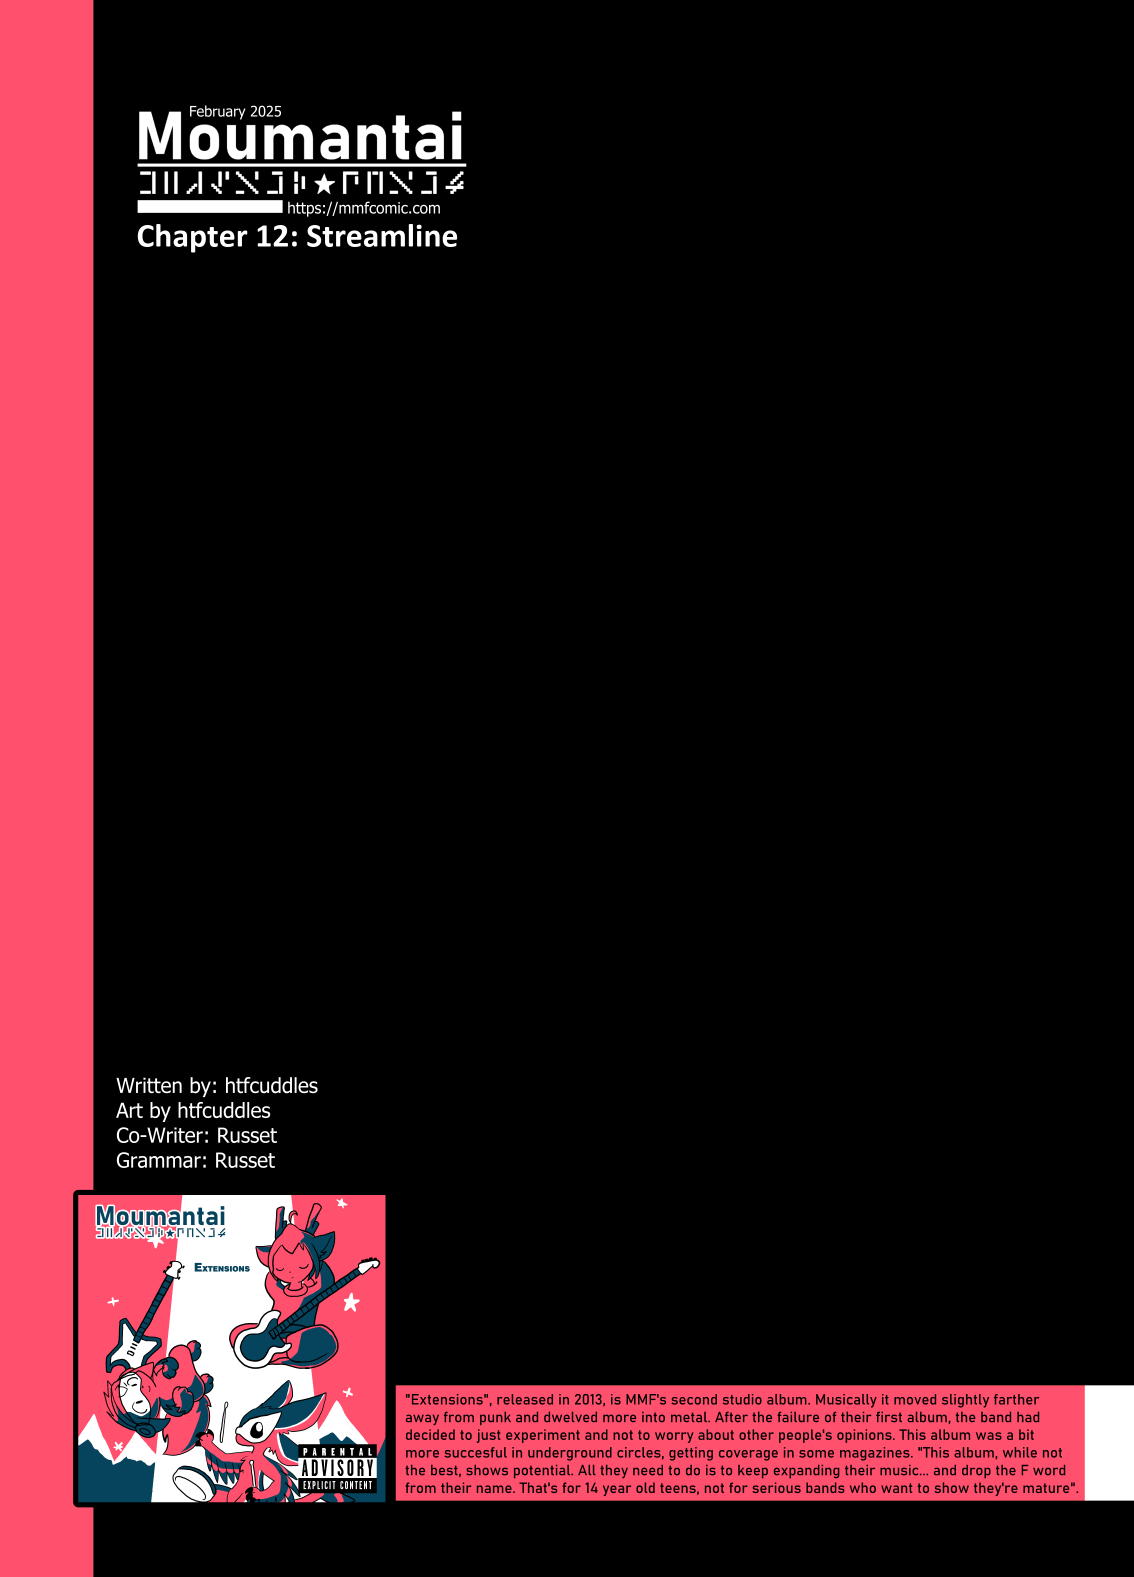 February 2025
Moumantai
https://mmfcomic.com
Chapter 12: Streamline
Written by: htfcuddles
Art by htfcuddles
Co-Writer: Russet
Grammar: Russet
Moumantai
Extensions
PARENTAL
ADVISORY
EXPLICIT CONTENT
"Extensions", released in 2013, is MMF's second studio album. Musically it moved slightly farther
away from punk and dwelved more into metal. After the failure of their first album, the band had
decided to just experiment and not to worry about other people's opinions. This album was a bit
more succesful in underground circles, getting coverage in some magazines. "This album, while not
the best, shows potential. All they need to do is to keep expanding their music... and drop the F word
from their name. That's for 14 year old teens, not for serious bands who want to show they're mature".